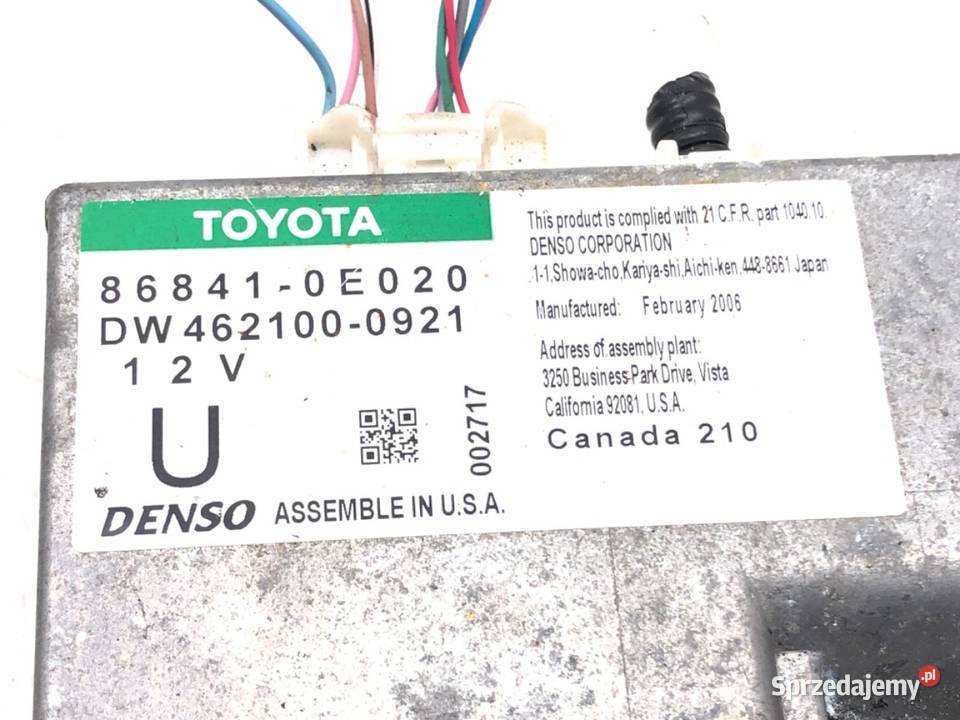 TOYOTA
86841-0E020
DW462100-0921
12V
U
002717
DENSO ASSEMBLE IN U.S.A.
This product is complied with 21 C.F.R. part 1040.10.
DENSO CORPORATION
1-1,Showa-cho,Kariya-shi,Aichi-ken,448-8661 Japan
Manufactured: February 2006
Address of assembly plant:
3250 Business Park Drive, Vista
California 92081, U.S.A.
Canada 210
Sprzedajemy.pl